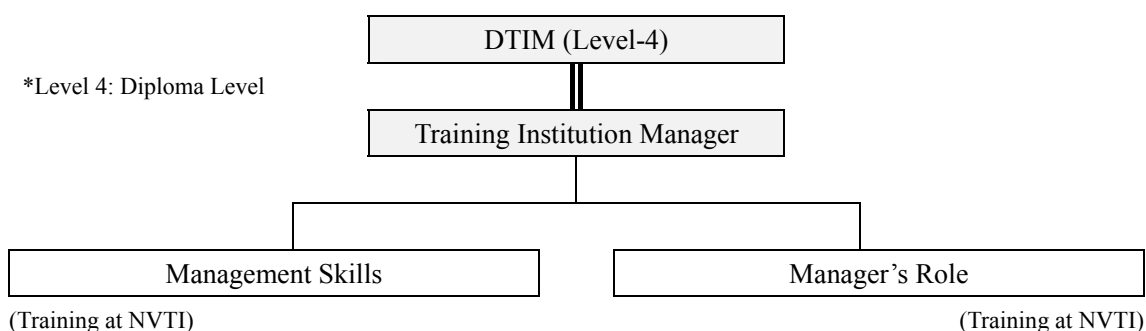 DTIM (Level-4)
*Level 4: Diploma Level
Training Institution Manager
Management Skills
Manager’s Role
(Training at NVTI)
(Training at NVTI)